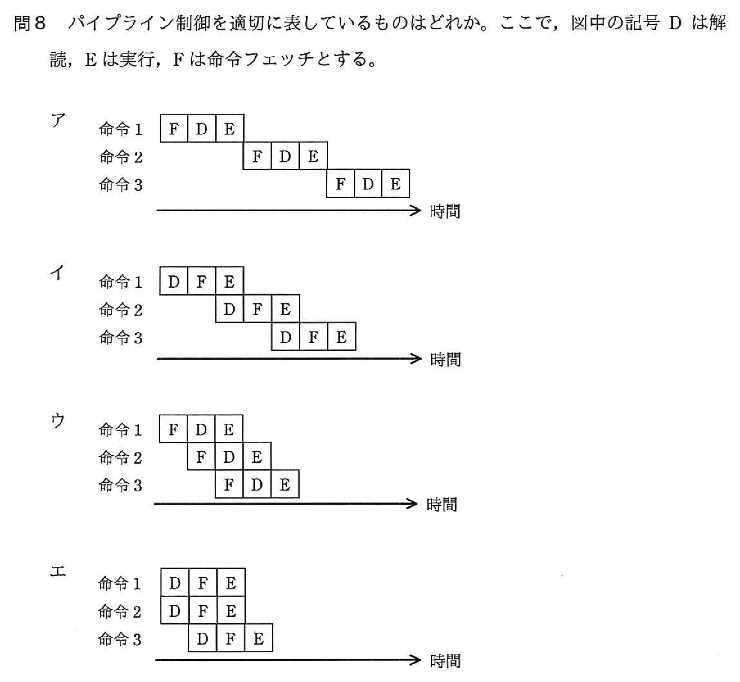 問8 パイプライン制御を適切に表しているものはどれか。ここで,図中の記号 D は解
読,E は実行,F は命令フェッチとする。
ア
命令1 F D E
命令2 F D E
命令3 F D E
時間
イ
命令1 D F E
命令2 D F E
命令3 D F E
時間
ウ
命令1 F D E
命令2 F D E
命令3 F D E
時間
エ
命令1 D F E
命令2 D F E
命令3 D F E
時間